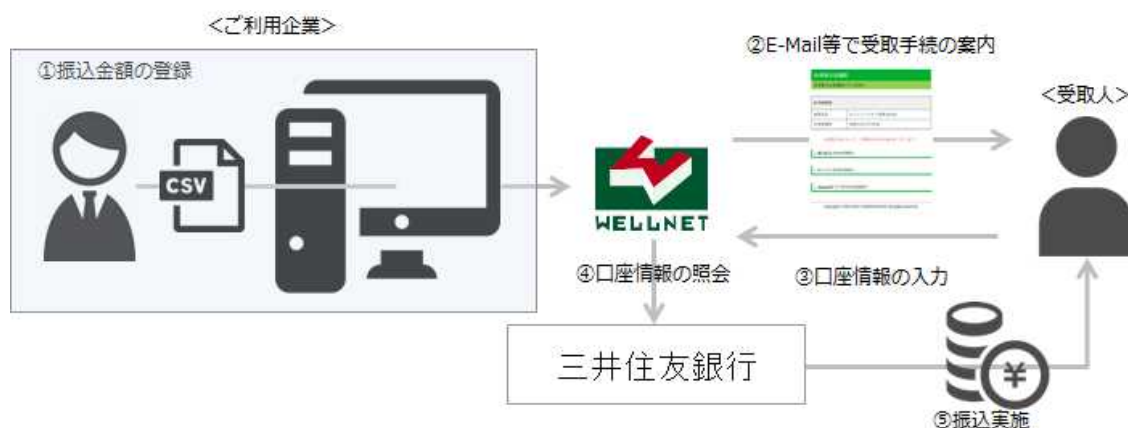 ＜ご利用企業＞
①振込金額の登録
CSV
WELLNET
②E-Mail等で受取手続の案内
＜受取人＞
④口座情報の照会
③口座情報の入力
三井住友銀行
¥
⑤振込実施